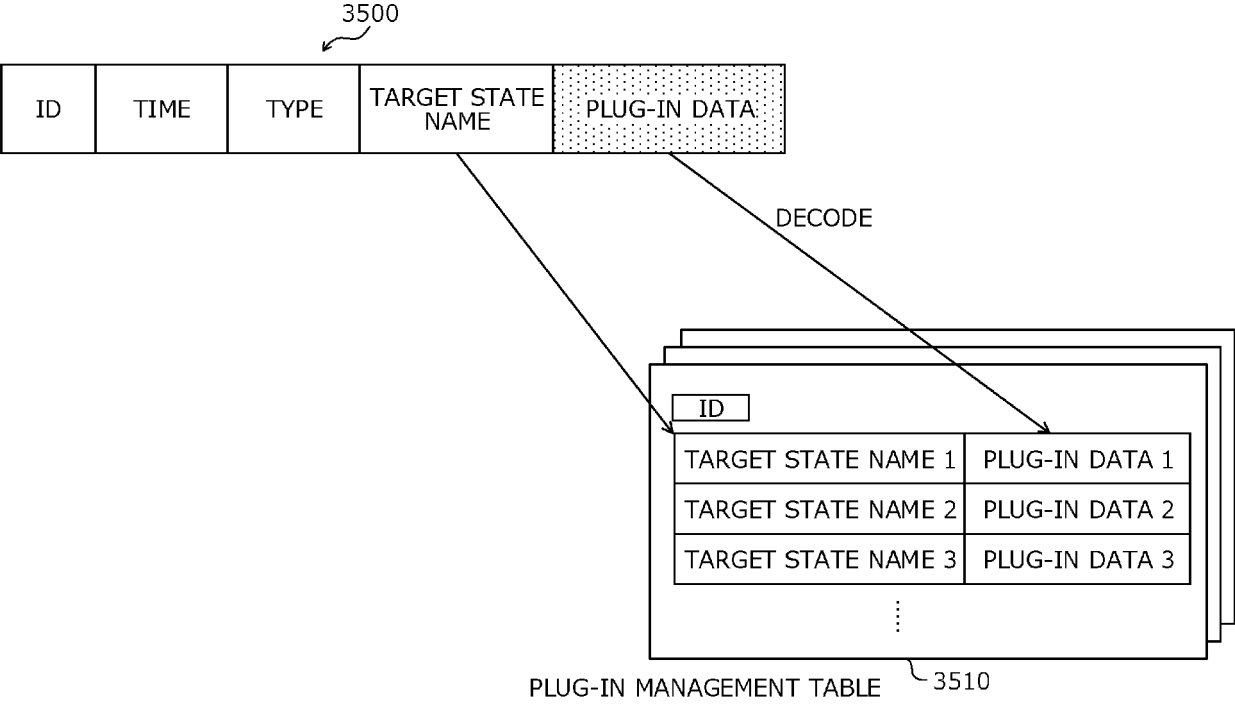 3500
ID
TIME
TYPE
TARGET STATE
NAME
PLUG-IN DATA
DECODE
ID
TARGET STATE NAME 1
PLUG-IN DATA 1
TARGET STATE NAME 2
PLUG-IN DATA 2
TARGET STATE NAME 3
PLUG-IN DATA 3
3510
PLUG-IN MANAGEMENT TABLE